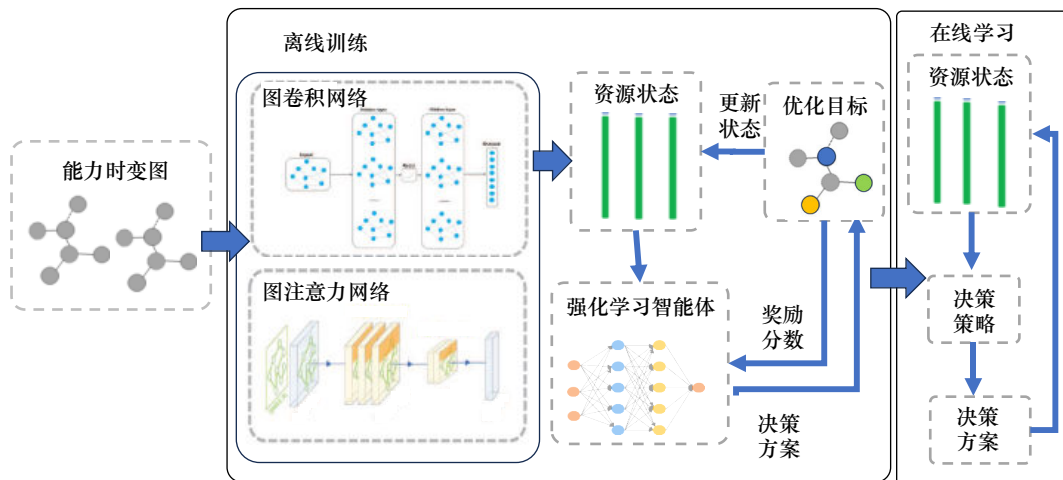 离线训练
在线学习
图卷积网络
资源状态
更新
状态
优化目标
资源状态
能力时变图
图注意力网络
强化学习智能体
奖励
分数
决策
策略
决策
方案
决策
方案